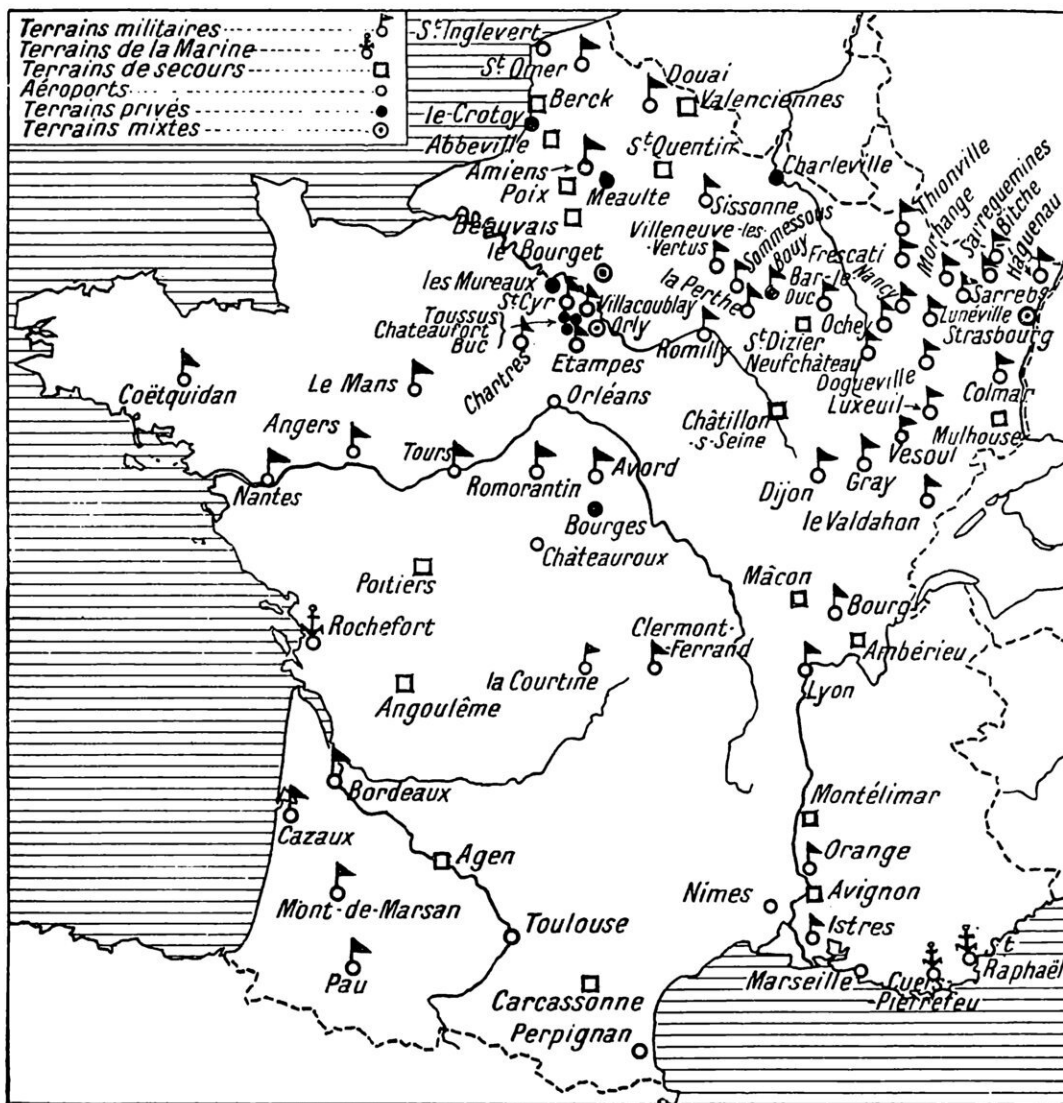 Terrains militaires
Terrains de la Marine
Terrains de secours
Aéroports
Terrains privés
Terrains mixtes
St Inglevert
St Omer
Douai
Berck
Valenciennes
le Crotoy
Abbeville
St Quentin
Amiens
Charleville
Poix
Meaulte
Sissonne
Thionville
Morhange
Sarreguemines
Bitche
Haguenau
Beauvais
Villeneuve-les-
Vertus
Sommessous
Bouy
Frescati
le Bourget
les Mureaux
la Perthe
Bar-le
Duc
Nancy
Sarreb
St Cyr
Villacoublay
Lunéville
Toussus
Chateaufort
Buc
Orly
Ochey
Strasbourg
Romilly
St Dizier
Neufchâteau
Chartres
Etampes
Coëtquidan
Le Mans
Dogueville
Orléans
Colmar
Luxeuil
Châtillon
-s-Seine
Mulhouse
Angers
Tours
Vesoul
Avord
Nantes
Romorantin
Dijon
Gray
le Valdahon
Bourges
Châteauroux
Poitiers
Mâcon
Bourg
Rochefort
Clermont-
Ferrand
Ambérieu
la Courtine
Lyon
Angoulême
Bordeaux
Montélimar
Cazaux
Orange
Agen
Nimes
Avignon
Mont-de-Marsan
Toulouse
Istres
St
Raphaël
Pau
Marseille
Cuers-
Pierrefeu
Carcassonne
Perpignan